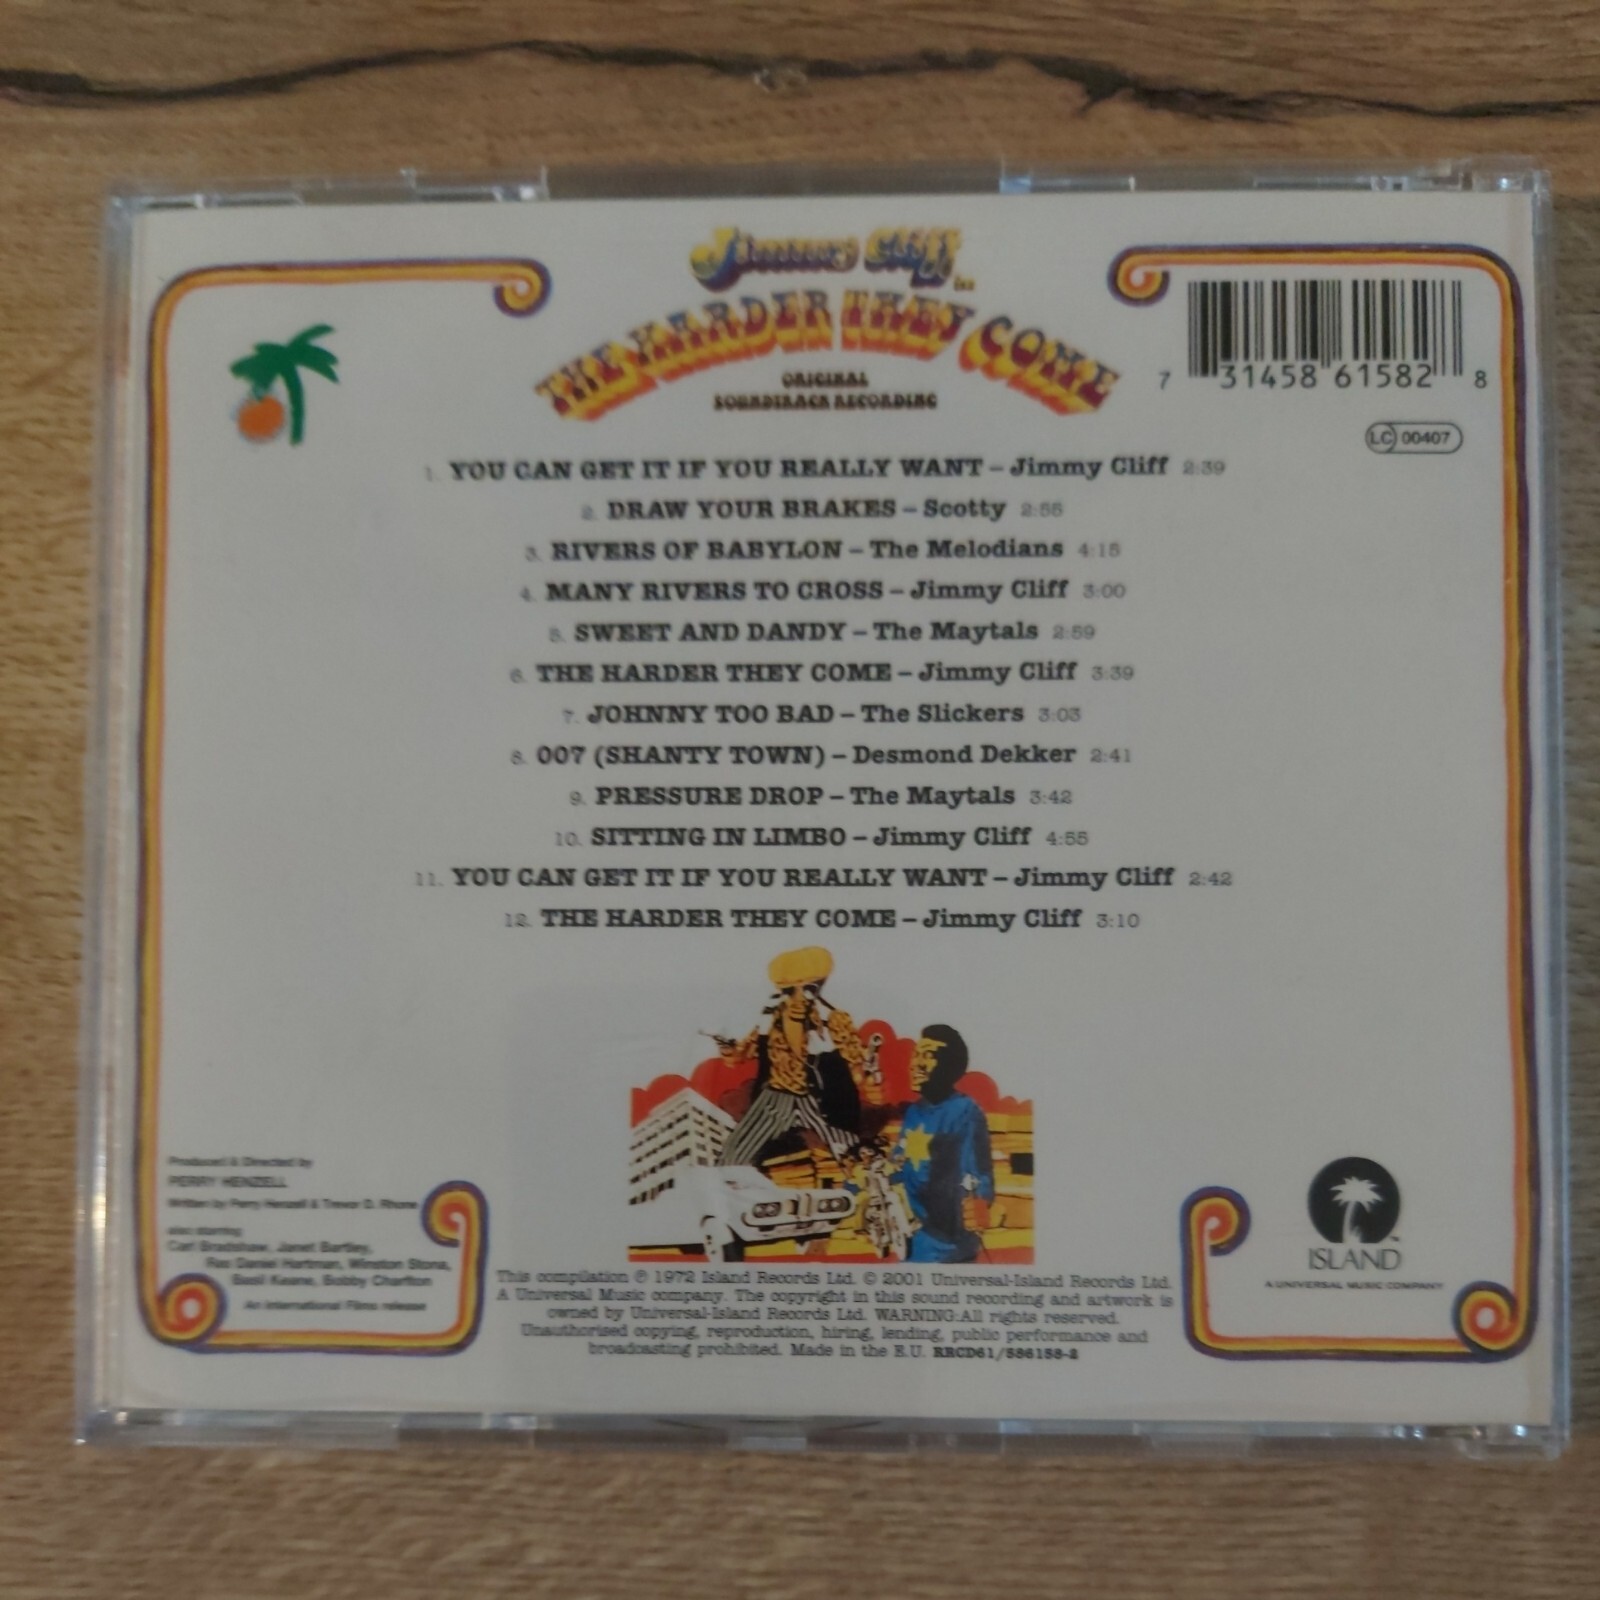 Jimmy Cliff
in
THE HARDER THEY COME
ORIGINAL
SOUNDTRACK RECORDING
7 31458 61582 8
LC 00407
1. YOU CAN GET IT IF YOU REALLY WANT – Jimmy Cliff 2:39
2. DRAW YOUR BRAKES – Scotty 2:55
3. RIVERS OF BABYLON – The Melodians 4:15
4. MANY RIVERS TO CROSS – Jimmy Cliff 3:00
5. SWEET AND DANDY – The Maytals 2:59
6. THE HARDER THEY COME – Jimmy Cliff 3:39
7. JOHNNY TOO BAD – The Slickers 3:03
8. 007 (SHANTY TOWN) – Desmond Dekker 2:41
9. PRESSURE DROP – The Maytals 3:42
10. SITTING IN LIMBO – Jimmy Cliff 4:55
11. YOU CAN GET IT IF YOU REALLY WANT – Jimmy Cliff 2:42
12. THE HARDER THEY COME – Jimmy Cliff 3:10
Produced & Directed by
PERRY HENZELL
Written by Perry Henzell & Trevor D. Rhone
also starring
Carl Bradshaw, Janet Bartley,
Ras Daniel Hartman, Winston Stona,
Basil Keane, Bobby Charlton
An International Films release
This compilation ℗ 1972 Island Records Ltd. © 2001 Universal-Island Records Ltd.
A Universal Music company. The copyright in this sound recording and artwork is
owned by Universal-Island Records Ltd. WARNING:All rights reserved.
Unauthorised copying, reproduction, hiring, lending, public performance and
broadcasting prohibited. Made in the E.U. RRCD61/586158-2
ISLAND
TM
A UNIVERSAL MUSIC COMPANY